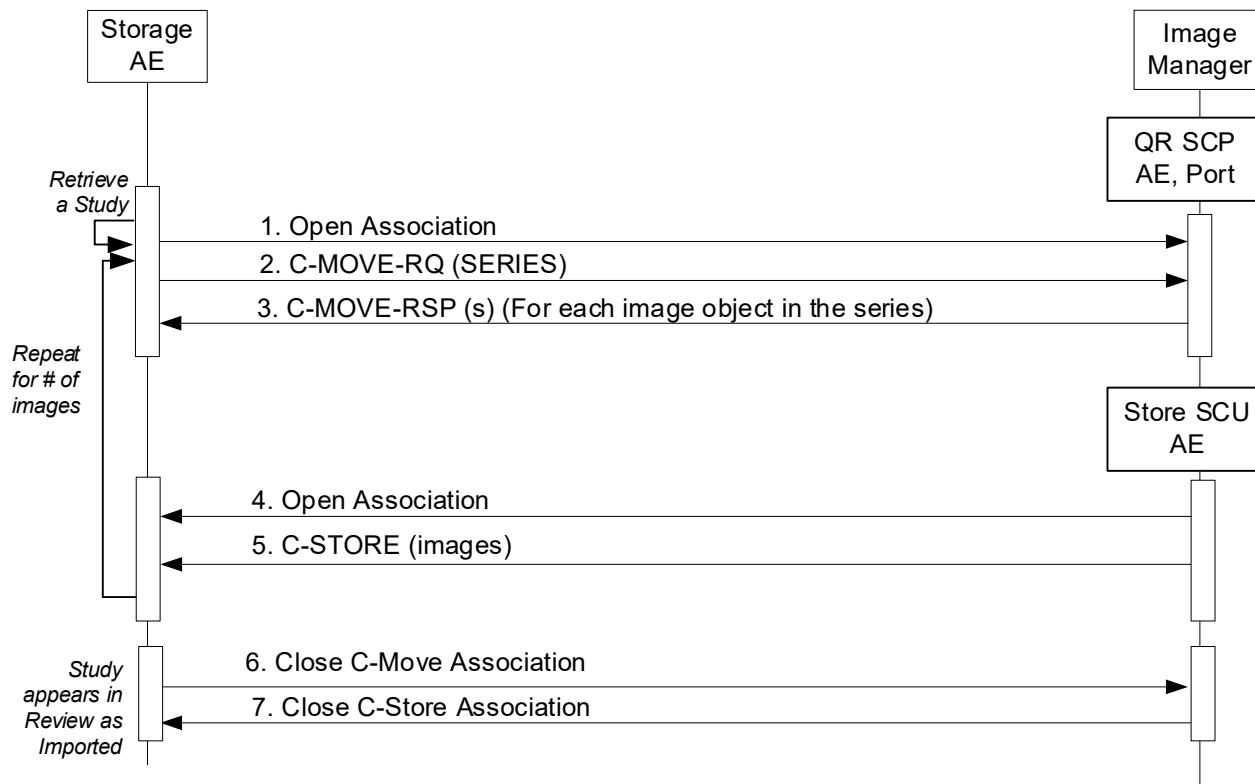 Storage
AE
Image
Manager
QR SCP
AE, Port
Retrieve
a Study
1. Open Association
2. C-MOVE-RQ (SERIES)
3. C-MOVE-RSP (s) (For each image object in the series)
Repeat
for # of
images
Store SCU
AE
4. Open Association
5. C-STORE (images)
6. Close C-Move Association
7. Close C-Store Association
Study
appears in
Review as
Imported